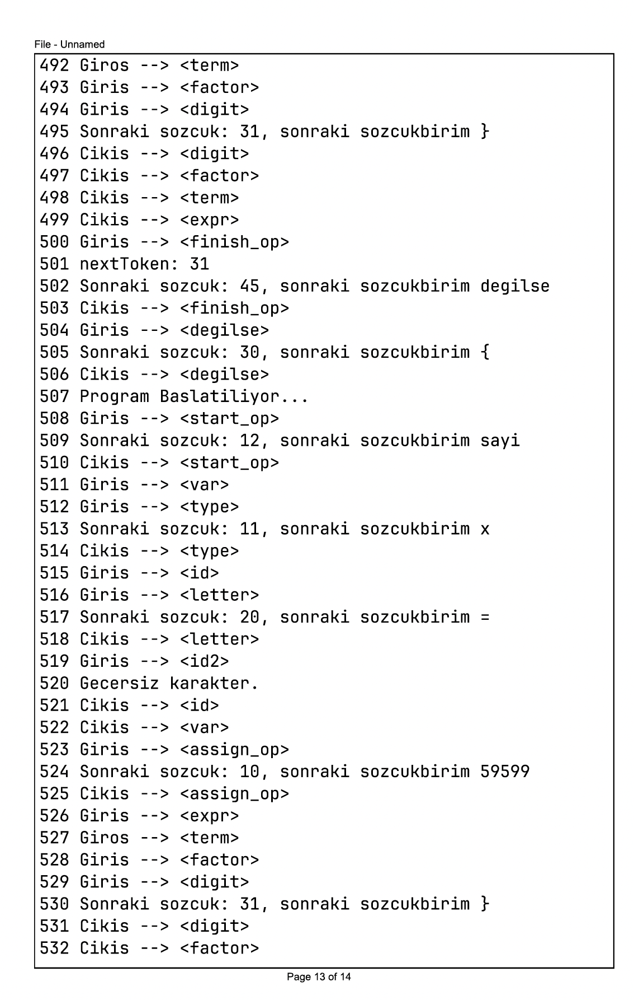 File - Unnamed
492 Giros --> <term>
493 Giris --> <factor>
494 Giris --> <digit>
495 Sonraki sozcuk: 31, sonraki sozcukbirim }
496 Cikis --> <digit>
497 Cikis --> <factor>
498 Cikis --> <term>
499 Cikis --> <expr>
500 Giris --> <finish_op>
501 nextToken: 31
502 Sonraki sozcuk: 45, sonraki sozcukbirim degilse
503 Cikis --> <finish_op>
504 Giris --> <degilse>
505 Sonraki sozcuk: 30, sonraki sozcukbirim {
506 Cikis --> <degilse>
507 Program Baslatiliyor...
508 Giris --> <start_op>
509 Sonraki sozcuk: 12, sonraki sozcukbirim sayi
510 Cikis --> <start_op>
511 Giris --> <var>
512 Giris --> <type>
513 Sonraki sozcuk: 11, sonraki sozcukbirim x
514 Cikis --> <type>
515 Giris --> <id>
516 Giris --> <letter>
517 Sonraki sozcuk: 20, sonraki sozcukbirim =
518 Cikis --> <letter>
519 Giris --> <id2>
520 Gecersiz karakter.
521 Cikis --> <id>
522 Cikis --> <var>
523 Giris --> <assign_op>
524 Sonraki sozcuk: 10, sonraki sozcukbirim 59599
525 Cikis --> <assign_op>
526 Giris --> <expr>
527 Giros --> <term>
528 Giris --> <factor>
529 Giris --> <digit>
530 Sonraki sozcuk: 31, sonraki sozcukbirim }
531 Cikis --> <digit>
532 Cikis --> <factor>
Page 13 of 14